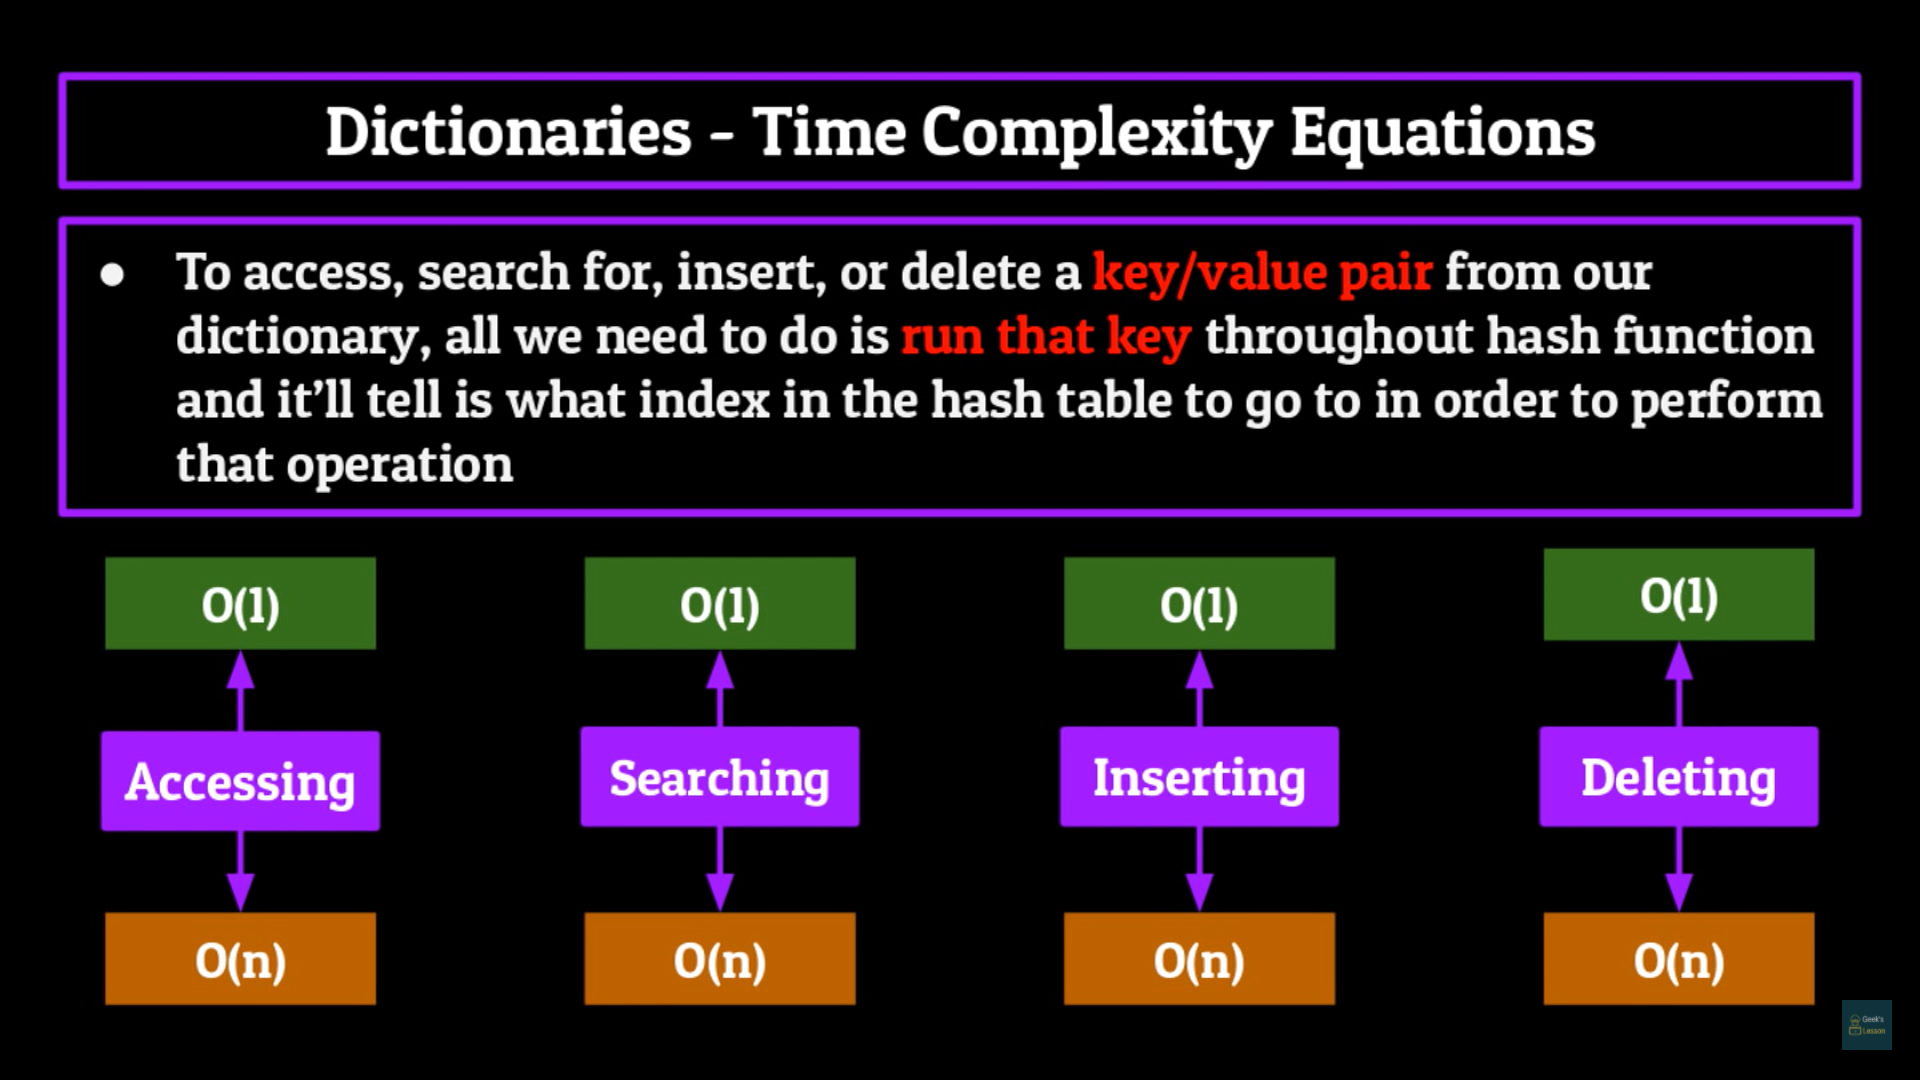 Dictionaries - Time Complexity Equations
● To access, search for, insert, or delete a key/value pair from our
dictionary, all we need to do is run that key throughout hash function
and it’ll tell is what index in the hash table to go to in order to perform
that operation
O(1) O(1) O(1) O(1)
Accessing Searching Inserting Deleting
O(n) O(n) O(n) O(n)
Geek's
Lesson